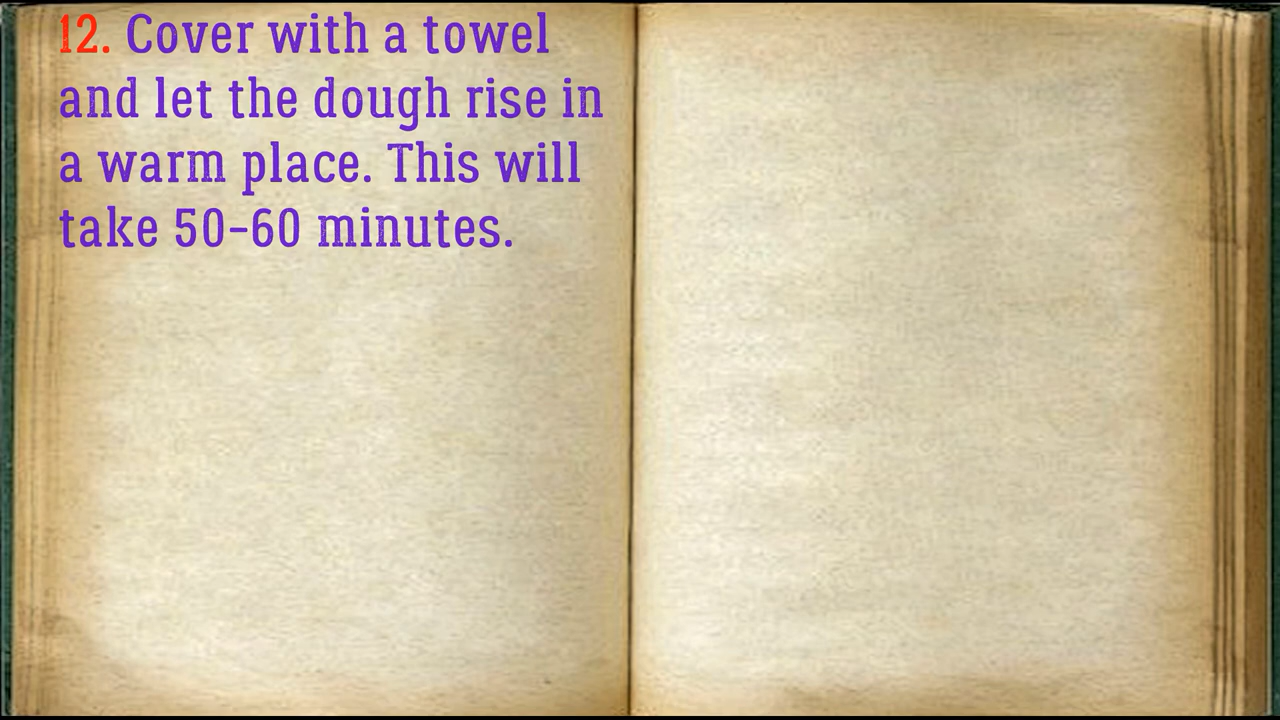 12. Cover with a towel
and let the dough rise in
a warm place. This will
take 50-60 minutes.